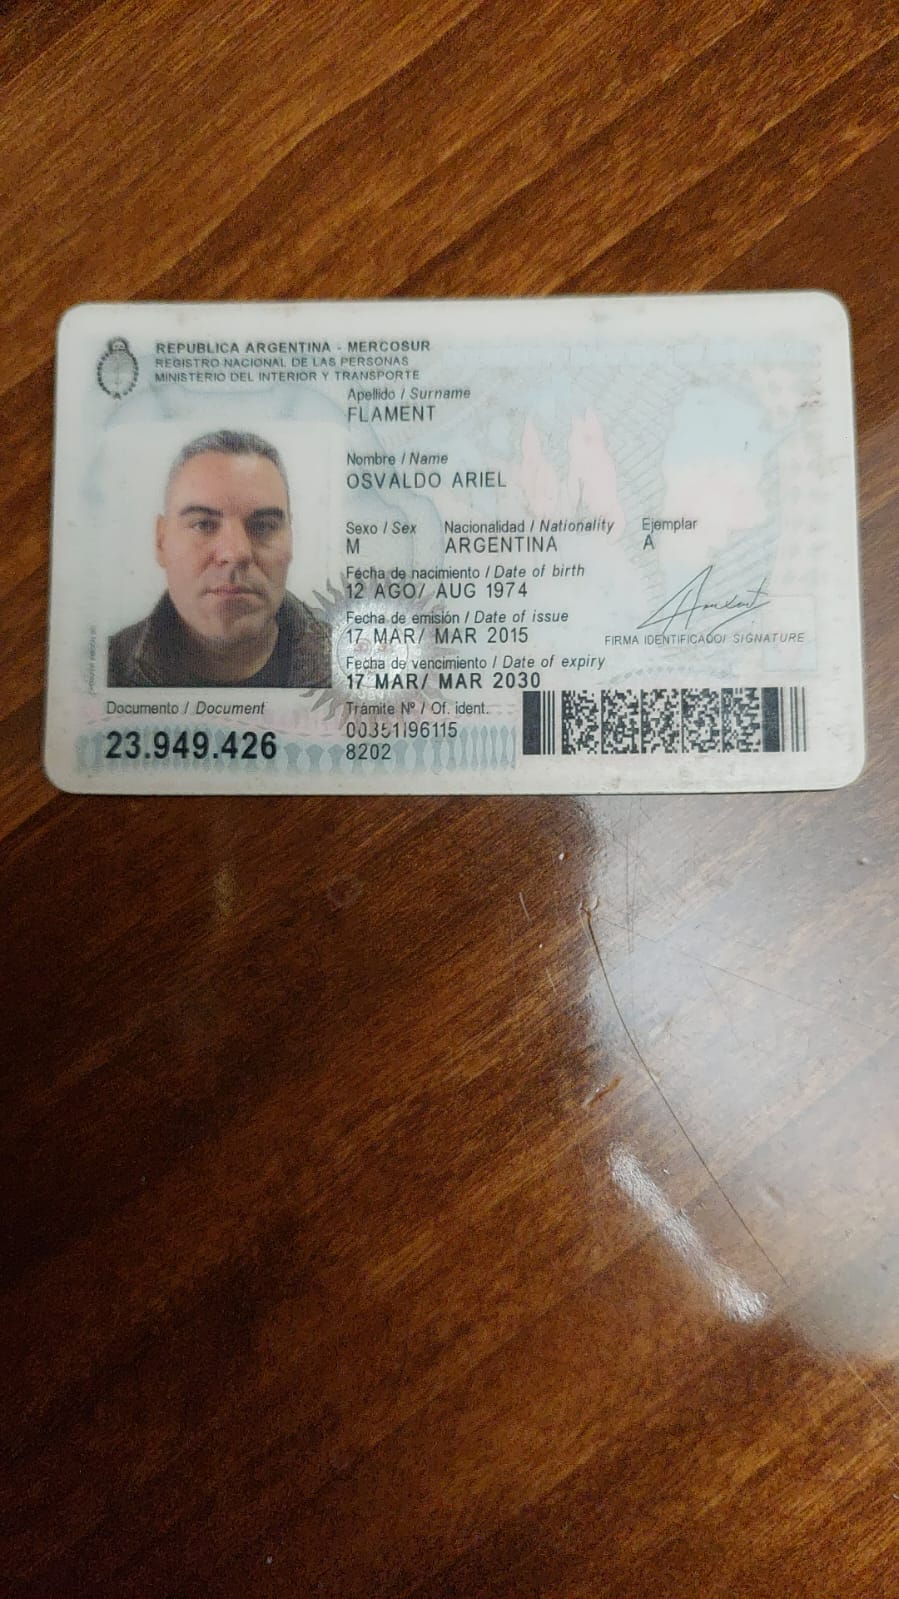 REPUBLICA ARGENTINA - MERCOSUR
REGISTRO NACIONAL DE LAS PERSONAS
MINISTERIO DEL INTERIOR Y TRANSPORTE
Apellido / Surname
FLAMENT
Nombre / Name
OSVALDO ARIEL
Sexo / Sex Nacionalidad / Nationality Ejemplar
M ARGENTINA A
Fecha de nacimiento / Date of birth
12 AGO/ AUG 1974
Fecha de emisión / Date of issue
17 MAR/ MAR 2015
FIRMA IDENTIFICADO/ SIGNATURE
Fecha de vencimiento / Date of expiry
17 MAR/ MAR 2030
Documento / Document
23.949.426
Trámite Nº / Of. ident.
00351196115
8202